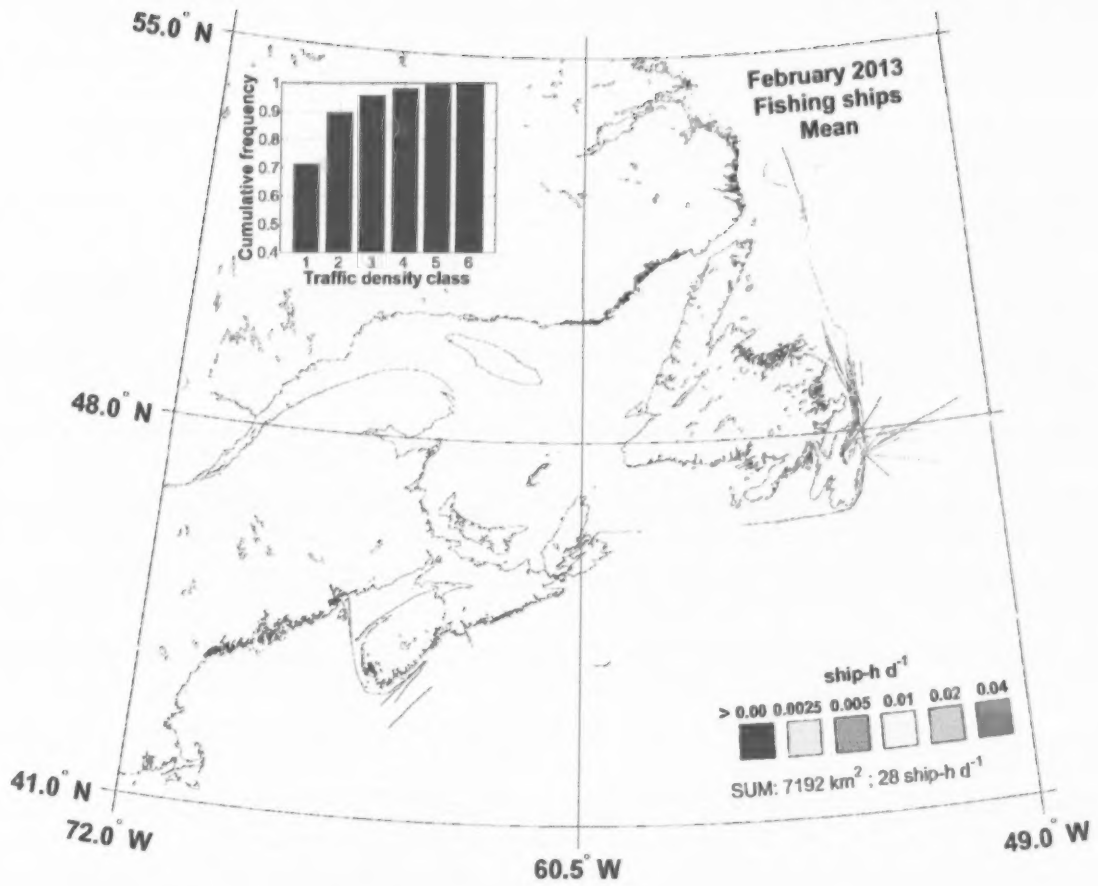 55.0° N
February 2013
Fishing ships
Mean
Cumulative frequency
1
0.9
0.8
0.7
0.6
0.5
0.4
1 2 3 4 5 6
Traffic density class
48.0° N
ship-h d⁻¹
> 0.00 0.0025 0.005 0.01 0.02 0.04
SUM: 7192 km² ; 28 ship-h d⁻¹
41.0° N
72.0° W
60.5° W
49.0° W